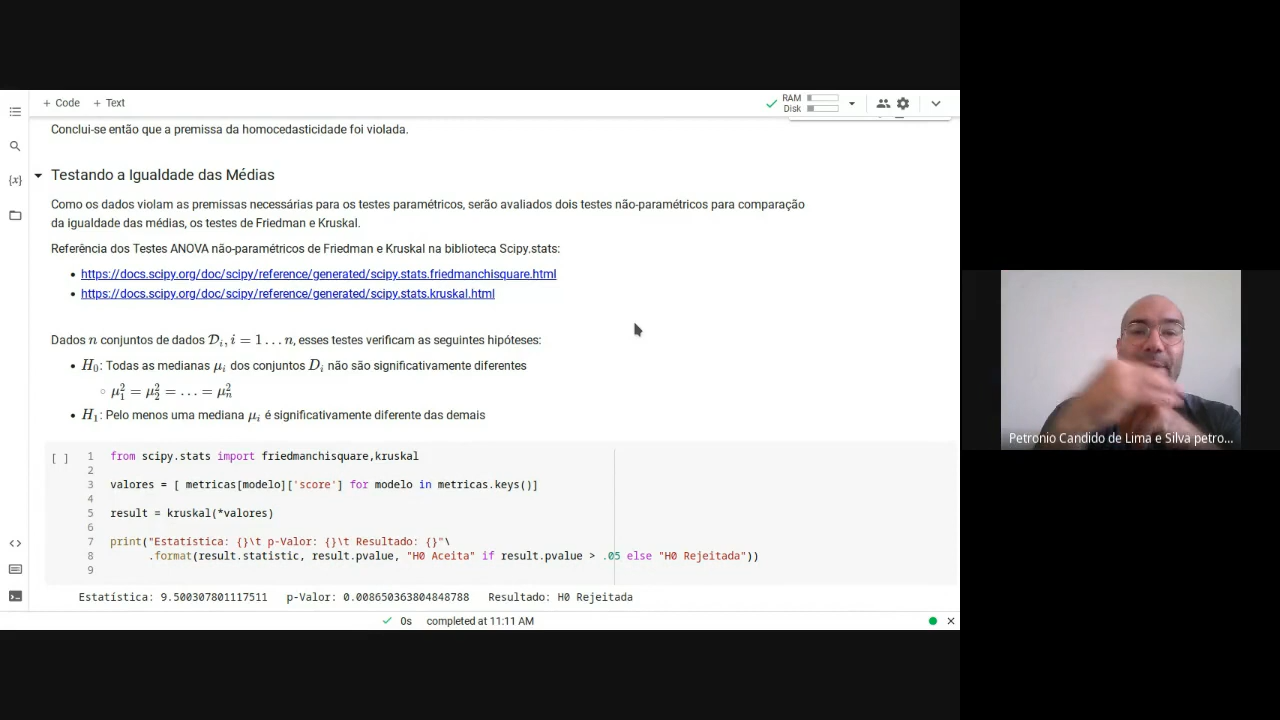 + Code + Text
RAM
Disk
Conclui-se então que a premissa da homocedasticidade foi violada.
Testando a Igualdade das Médias
Como os dados violam as premissas necessárias para os testes paramétricos, serão avaliados dois testes não-paramétricos para comparação
da igualdade das médias, os testes de Friedman e Kruskal.
Referência dos Testes ANOVA não-paramétricos de Friedman e Kruskal na biblioteca Scipy.stats:
• https://docs.scipy.org/doc/scipy/reference/generated/scipy.stats.friedmanchisquare.html
• https://docs.scipy.org/doc/scipy/reference/generated/scipy.stats.kruskal.html
Dados n conjuntos de dados 𝒟ᵢ, i = 1 … n, esses testes verificam as seguintes hipóteses:
• H₀: Todas as medianas μᵢ dos conjuntos Dᵢ não são significativamente diferentes
◦ μ₁² = μ₂² = … = μₙ²
• H₁: Pelo menos uma mediana μᵢ é significativamente diferente das demais
[ ] 1 from scipy.stats import friedmanchisquare,kruskal
2
3 valores = [ metricas[modelo]['score'] for modelo in metricas.keys()]
4
5 result = kruskal(*valores)
6
7 print("Estatística: {}\t p-Valor: {}\t Resultado: {}"\
8 .format(result.statistic, result.pvalue, "H0 Aceita" if result.pvalue > .05 else "H0 Rejeitada"))
9
Estatística: 9.500307801117511 p-Valor: 0.008650363804848788 Resultado: H0 Rejeitada
0s completed at 11:11 AM
Petronio Candido de Lima e Silva petro...